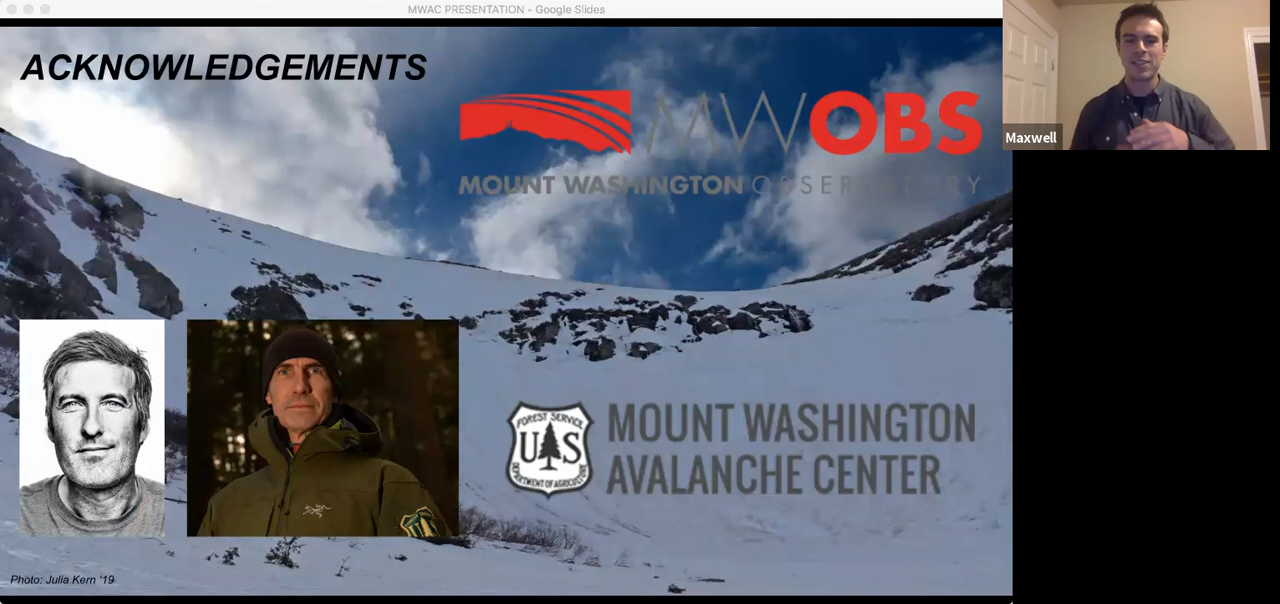 MWAC PRESENTATION - Google Slides
ACKNOWLEDGEMENTS
MWOBS
MOUNT WASHINGTON OBSERVATORY
Maxwell
FOREST SERVICE
U S
DEPARTMENT OF AGRICULTURE
MOUNT WASHINGTON
AVALANCHE CENTER
Photo: Julia Kern '19